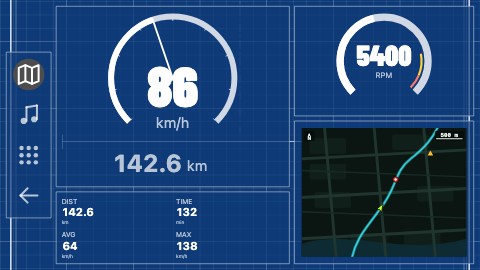 86
km/h
142.6 km
DIST
142.6
km/h
TIME
132
min
AVG
64
km/h
MAX
138
km/h
5400
RPM
500 m